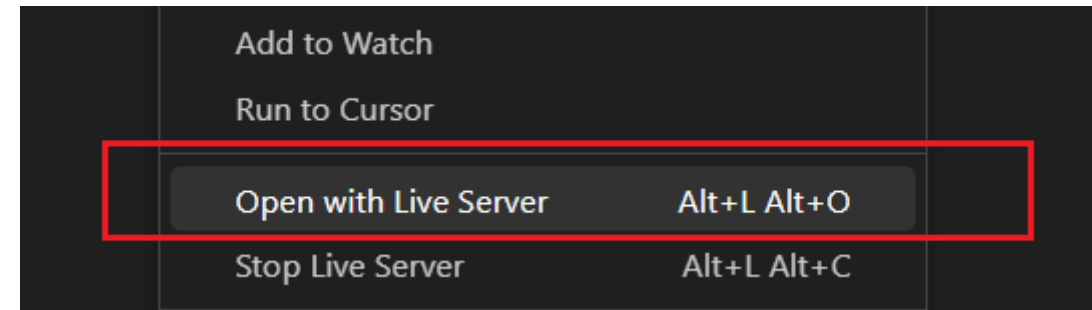 Add to Watch
Run to Cursor
Open with Live Server Alt+L Alt+O
Stop Live Server Alt+L Alt+C